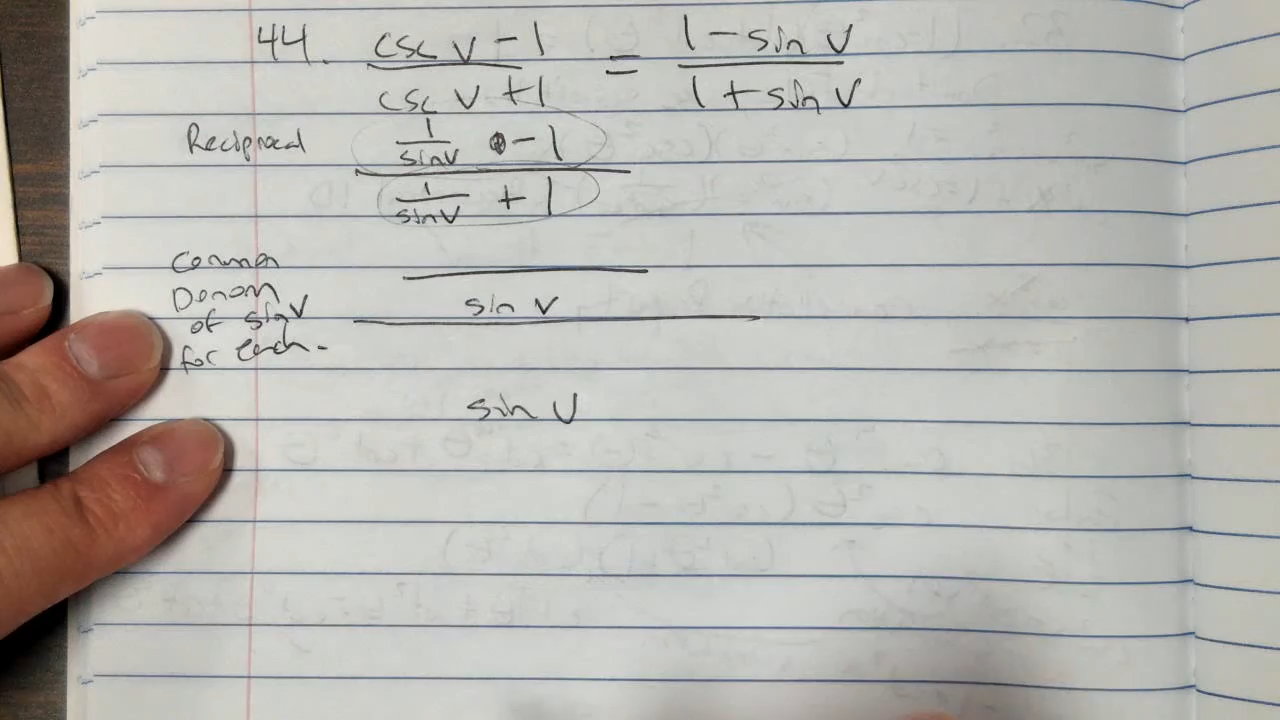 44. csc v - 1 / csc v + 1 = 1 - sin v / 1 + sin v
Reciprocal 1/sin v - 1
1/sin v + 1
Common
Denom
of sin v
for each.
sin v
sin v